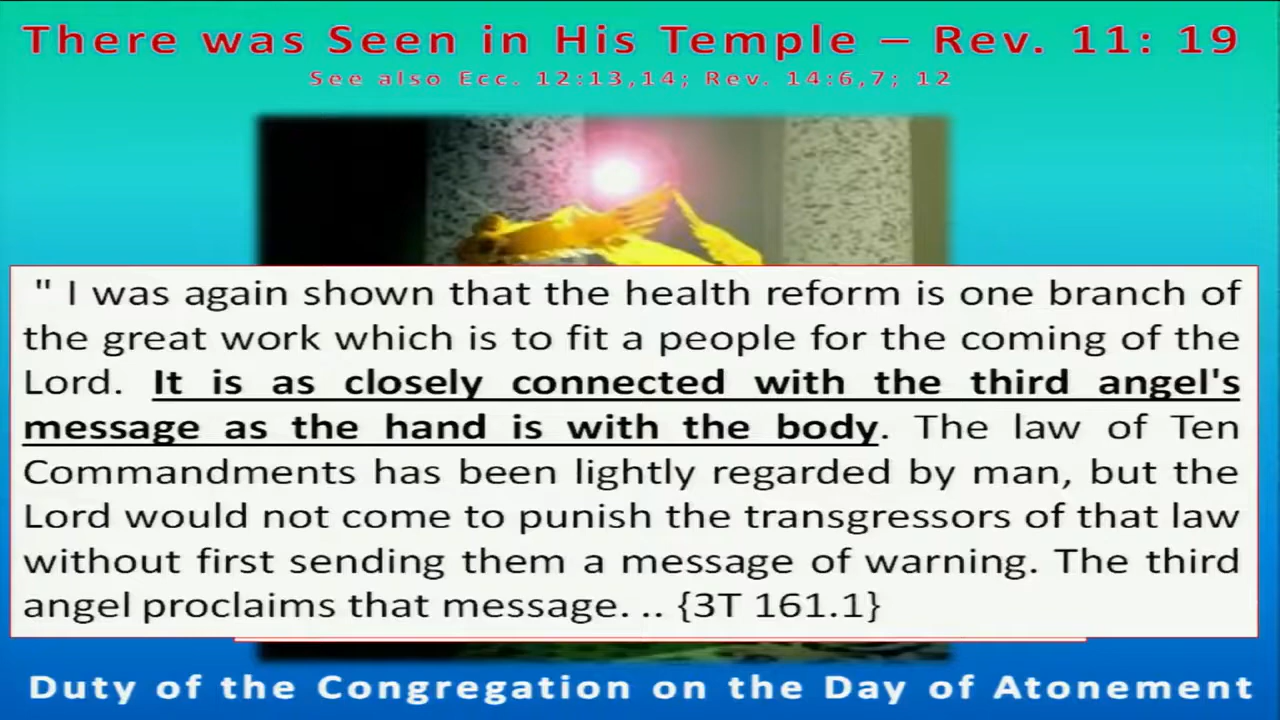 There was Seen in His Temple – Rev. 11: 19
See also Ecc. 12:13,14; Rev. 14:6,7; 12
" I was again shown that the health reform is one branch of
the great work which is to fit a people for the coming of the
Lord. It is as closely connected with the third angel's
message as the hand is with the body. The law of Ten
Commandments has been lightly regarded by man, but the
Lord would not come to punish the transgressors of that law
without first sending them a message of warning. The third
angel proclaims that message. .. {3T 161.1}
Duty of the Congregation on the Day of Atonement